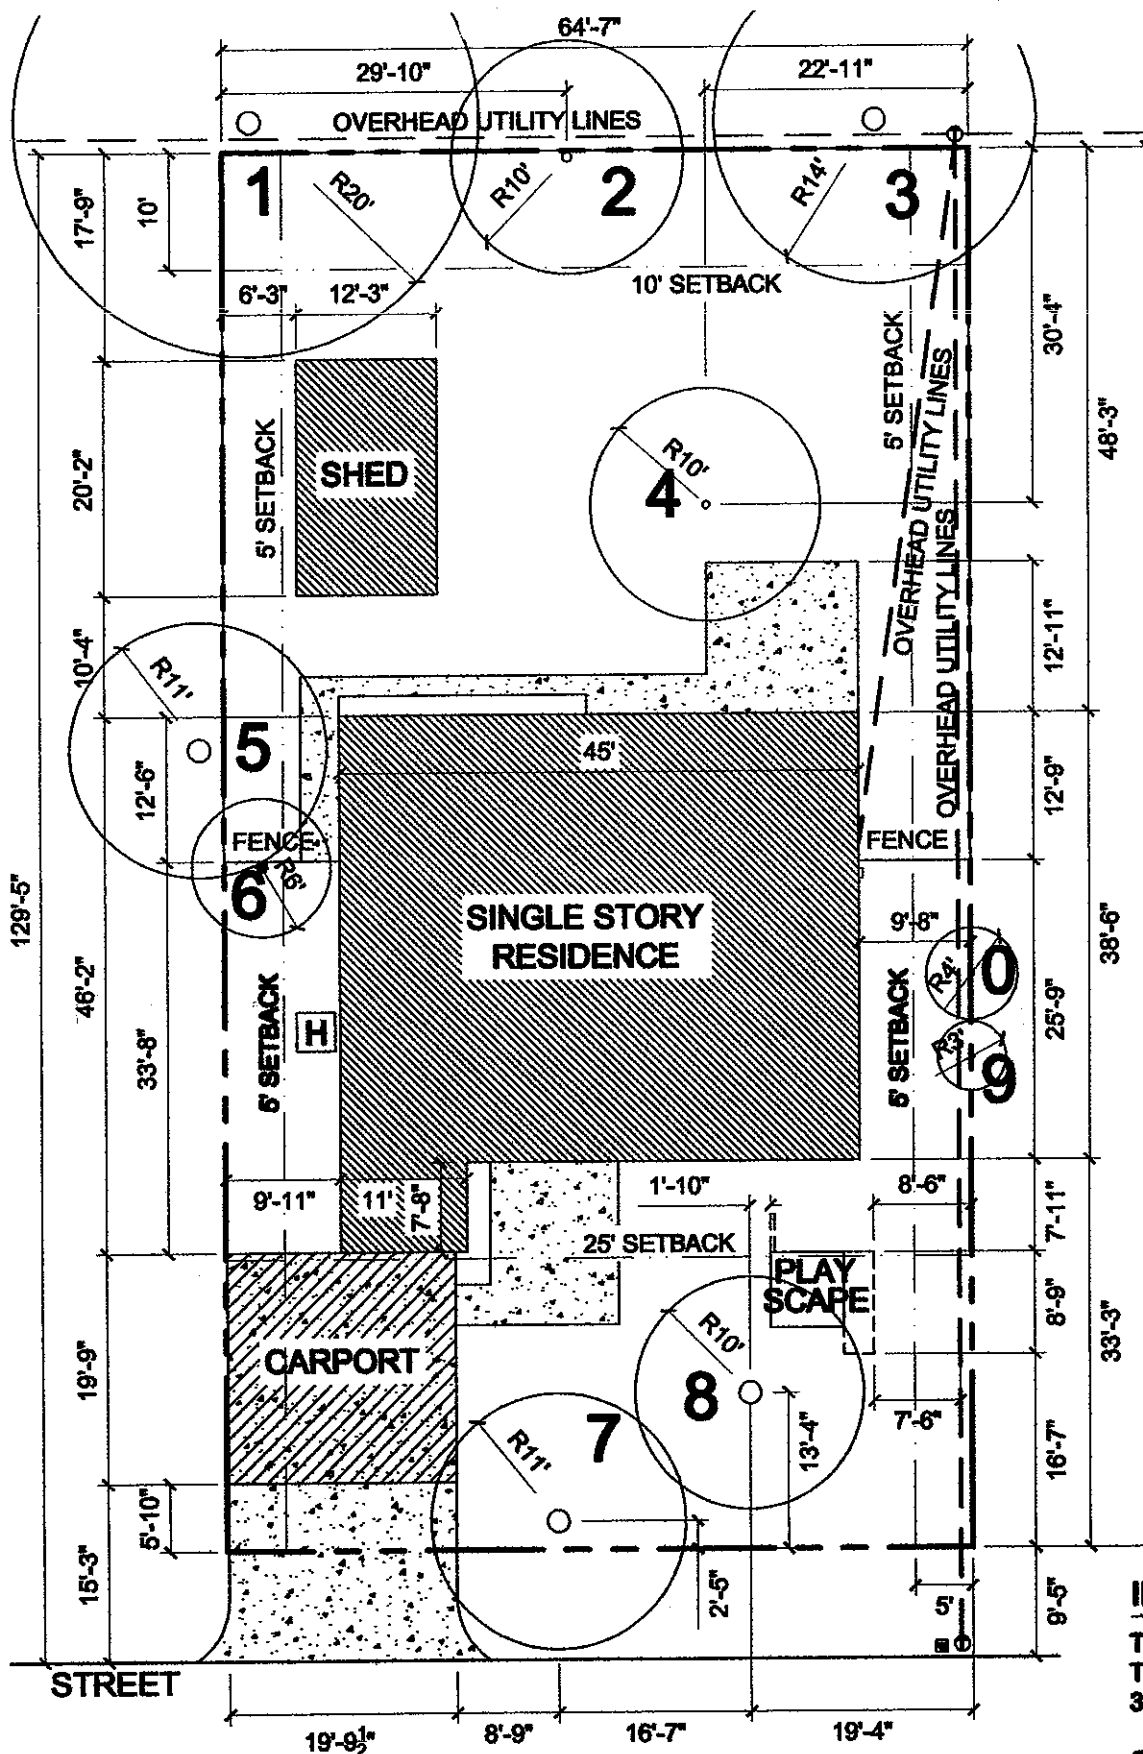 64'-7"
29'-10"
22'-11"
OVERHEAD UTILITY LINES
1
2
3
R20'
R10'
R14'
17'-9"
10'
10' SETBACK
6'-3"
12'-3"
30'-4"
5' SETBACK
48'-3"
R10'
4
SHED
5' SETBACK
20'-2"
OVERHEAD UTILITY LINES
OVERHEAD UTILITY LINES
12'-11"
10'-4"
R11'
5
45'
12'-6"
12'-9"
FENCE
FENCE
R6'
6
129'-5"
SINGLE STORY
RESIDENCE
9'-8"
38'-6"
46'-2"
R4'
0
25'-9"
5' SETBACK
5' SETBACK
H
33'-8"
R3'
9
9'-11"
11'
7'-8"
1'-10"
8'-6"
7'-11"
25' SETBACK
PLAY
SCAPE
8'-9"
33'-3"
CARPORT
R10'
19'-9"
8
7
7'-6"
R11'
13'-4"
16'-7"
5'-10"
15'-3"
2'-5"
5'
9'-5"
STREET
19'-9½"
8'-9"
16'-7"
19'-4"